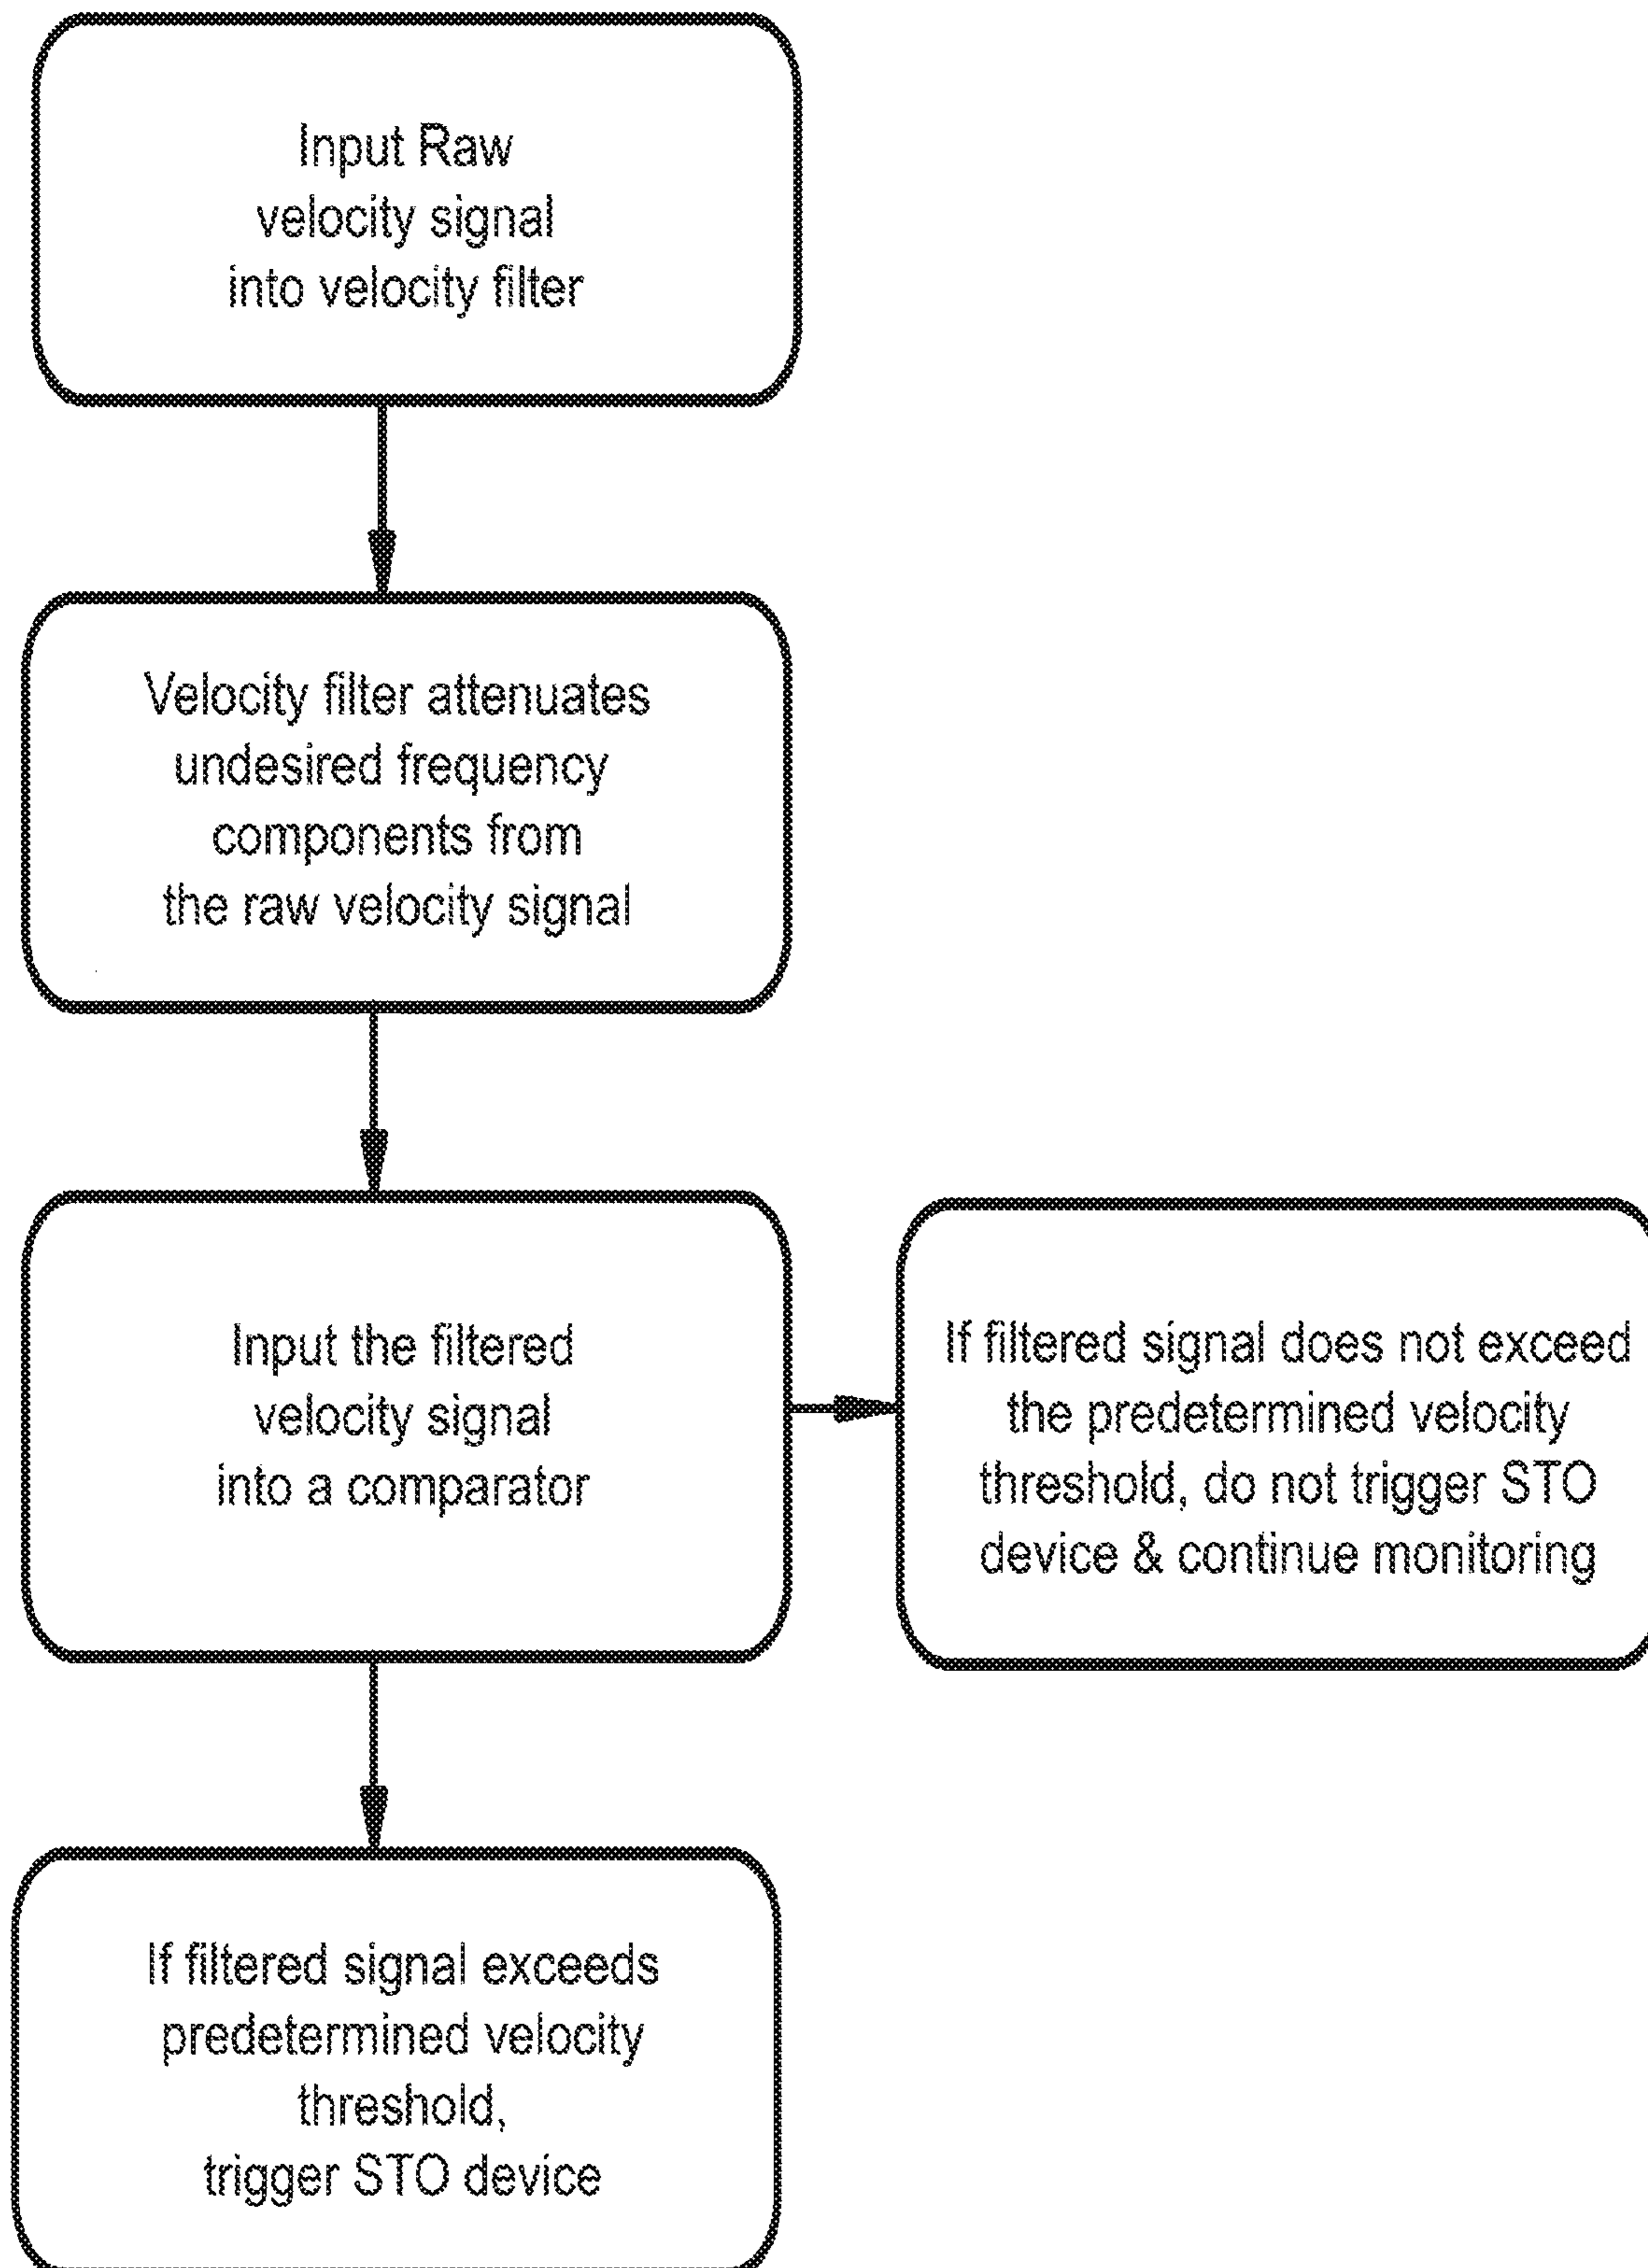 Input Raw
velocity signal
into velocity filter
Velocity filter attenuates
undesired frequency
components from
the raw velocity signal
Input the filtered
velocity signal
into a comparator
If filtered signal does not exceed
the predetermined velocity
threshold, do not trigger STO
device & continue monitoring
If filtered signal exceeds
predetermined velocity
threshold,
trigger STO device